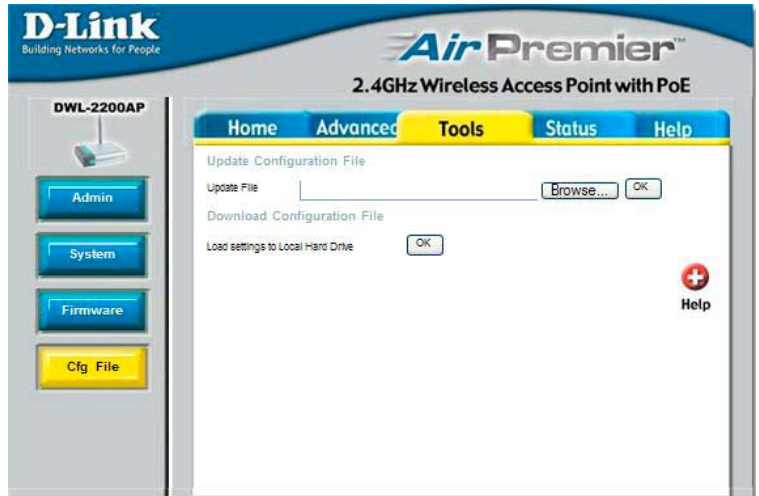 D-Link
Building Networks for People
AirPremier™
2.4GHz Wireless Access Point with PoE
DWL-2200AP
Home Advanced Tools Status Help
Update Configuration File
Update File Browse... OK
Download Configuration File
Load settings to Local Hard Drive OK
Admin
System
Firmware
Cfg File
Help